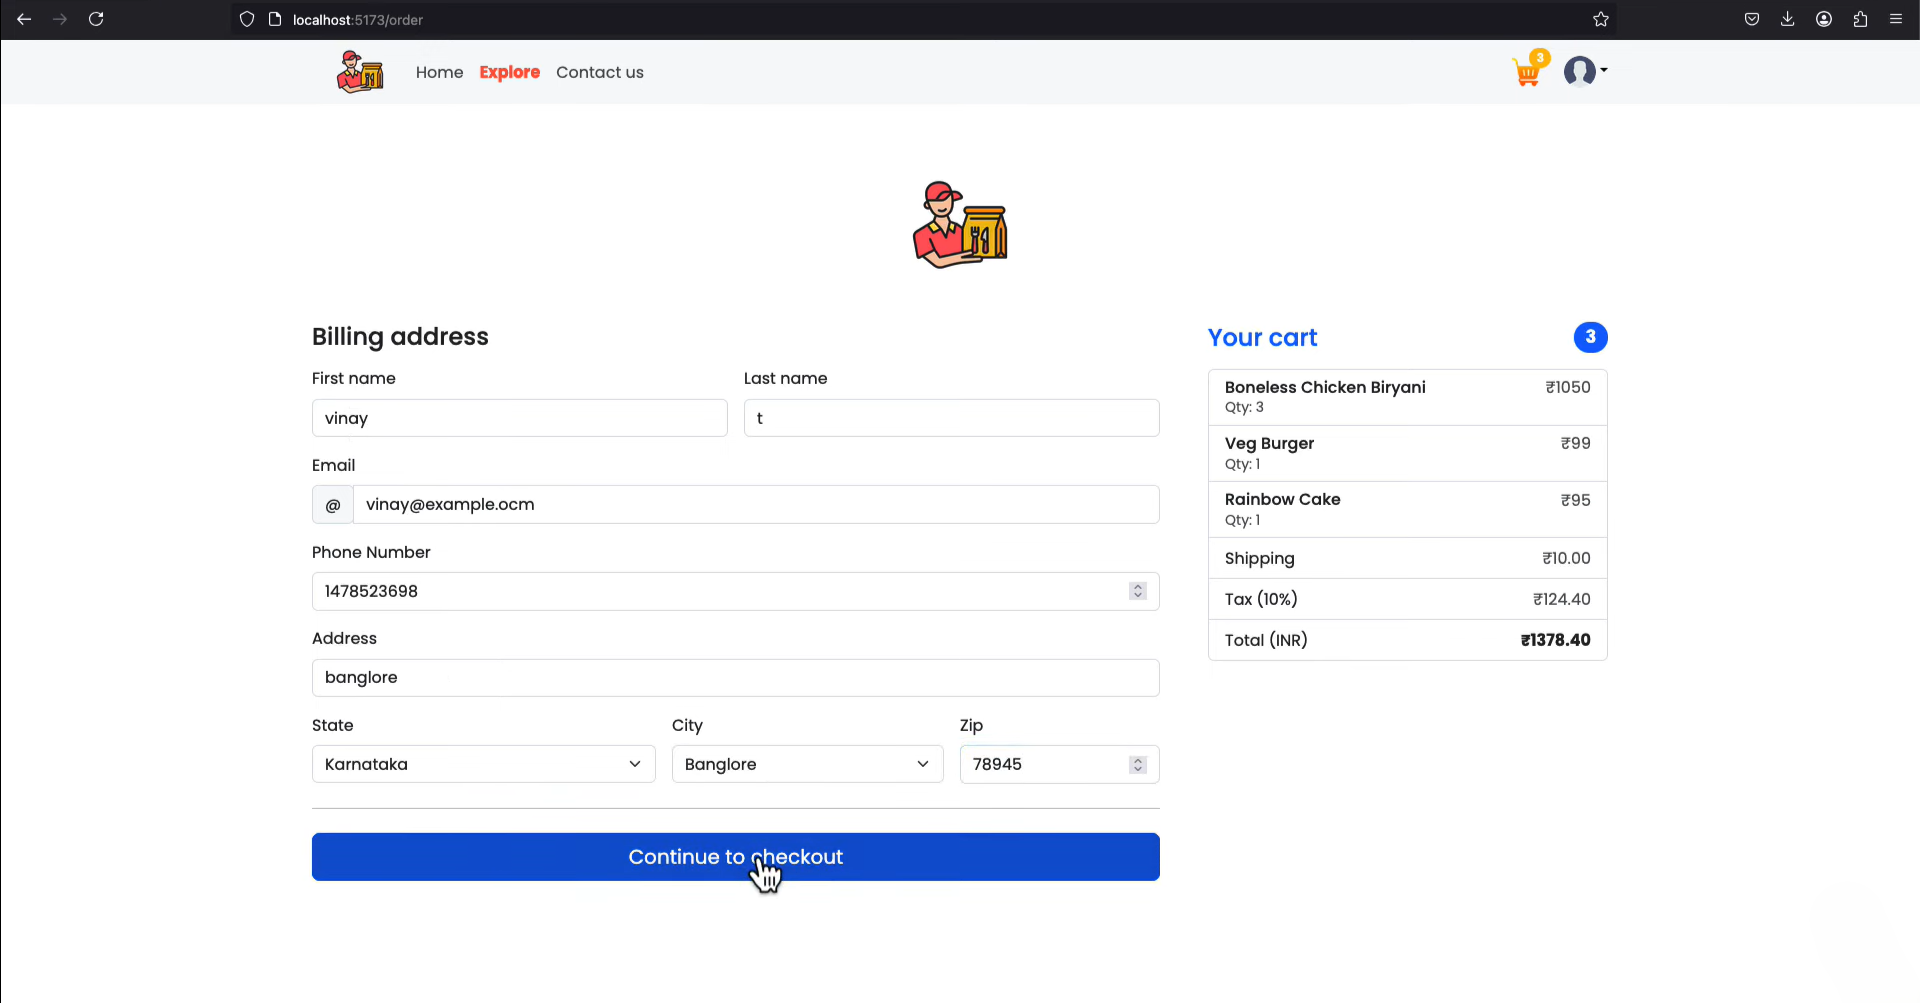 localhost:5173/order
Home Explore Contact us
3
Billing address
First name Last name
vinay t
Email
@ vinay@example.ocm
Phone Number
1478523698
Address
banglore
State City Zip
Karnataka Banglore 78945
Continue to checkout
Your cart 3
Boneless Chicken Biryani ₹1050
Qty: 3
Veg Burger ₹99
Qty: 1
Rainbow Cake ₹95
Qty: 1
Shipping ₹10.00
Tax (10%) ₹124.40
Total (INR) ₹1378.40